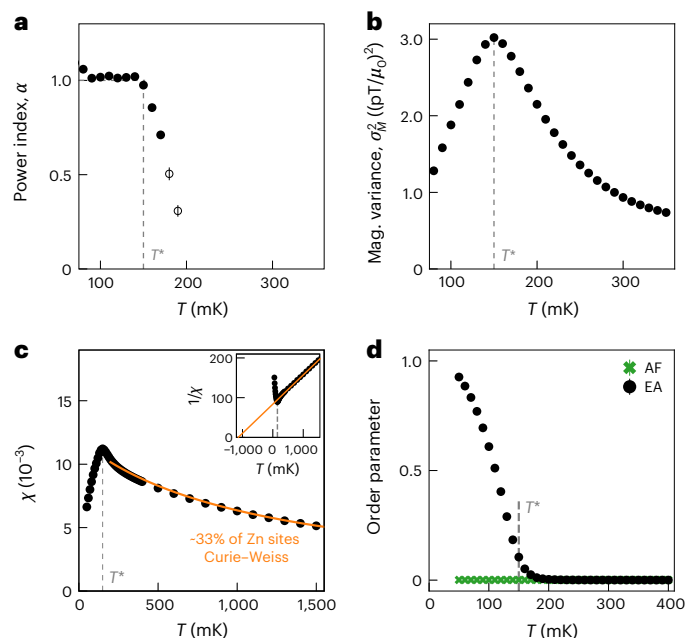 a
Power index, α
1.0
0.5
0
100
200
300
T*
T (mK)
b
Mag. variance, σ²M ((pT/μ0)²)
3.0
2.0
1.0
0
100
200
300
T*
T (mK)
c
χ (10⁻³)
15
10
5
0
500
1,000
1,500
T*
-33% of Zn sites
Curie–Weiss
T (mK)
1/χ
200
100
0
-1,000
0
1,000
T (mK)
d
Order parameter
1.0
0.5
0
0
100
200
300
400
AF
EA
T*
T (mK)